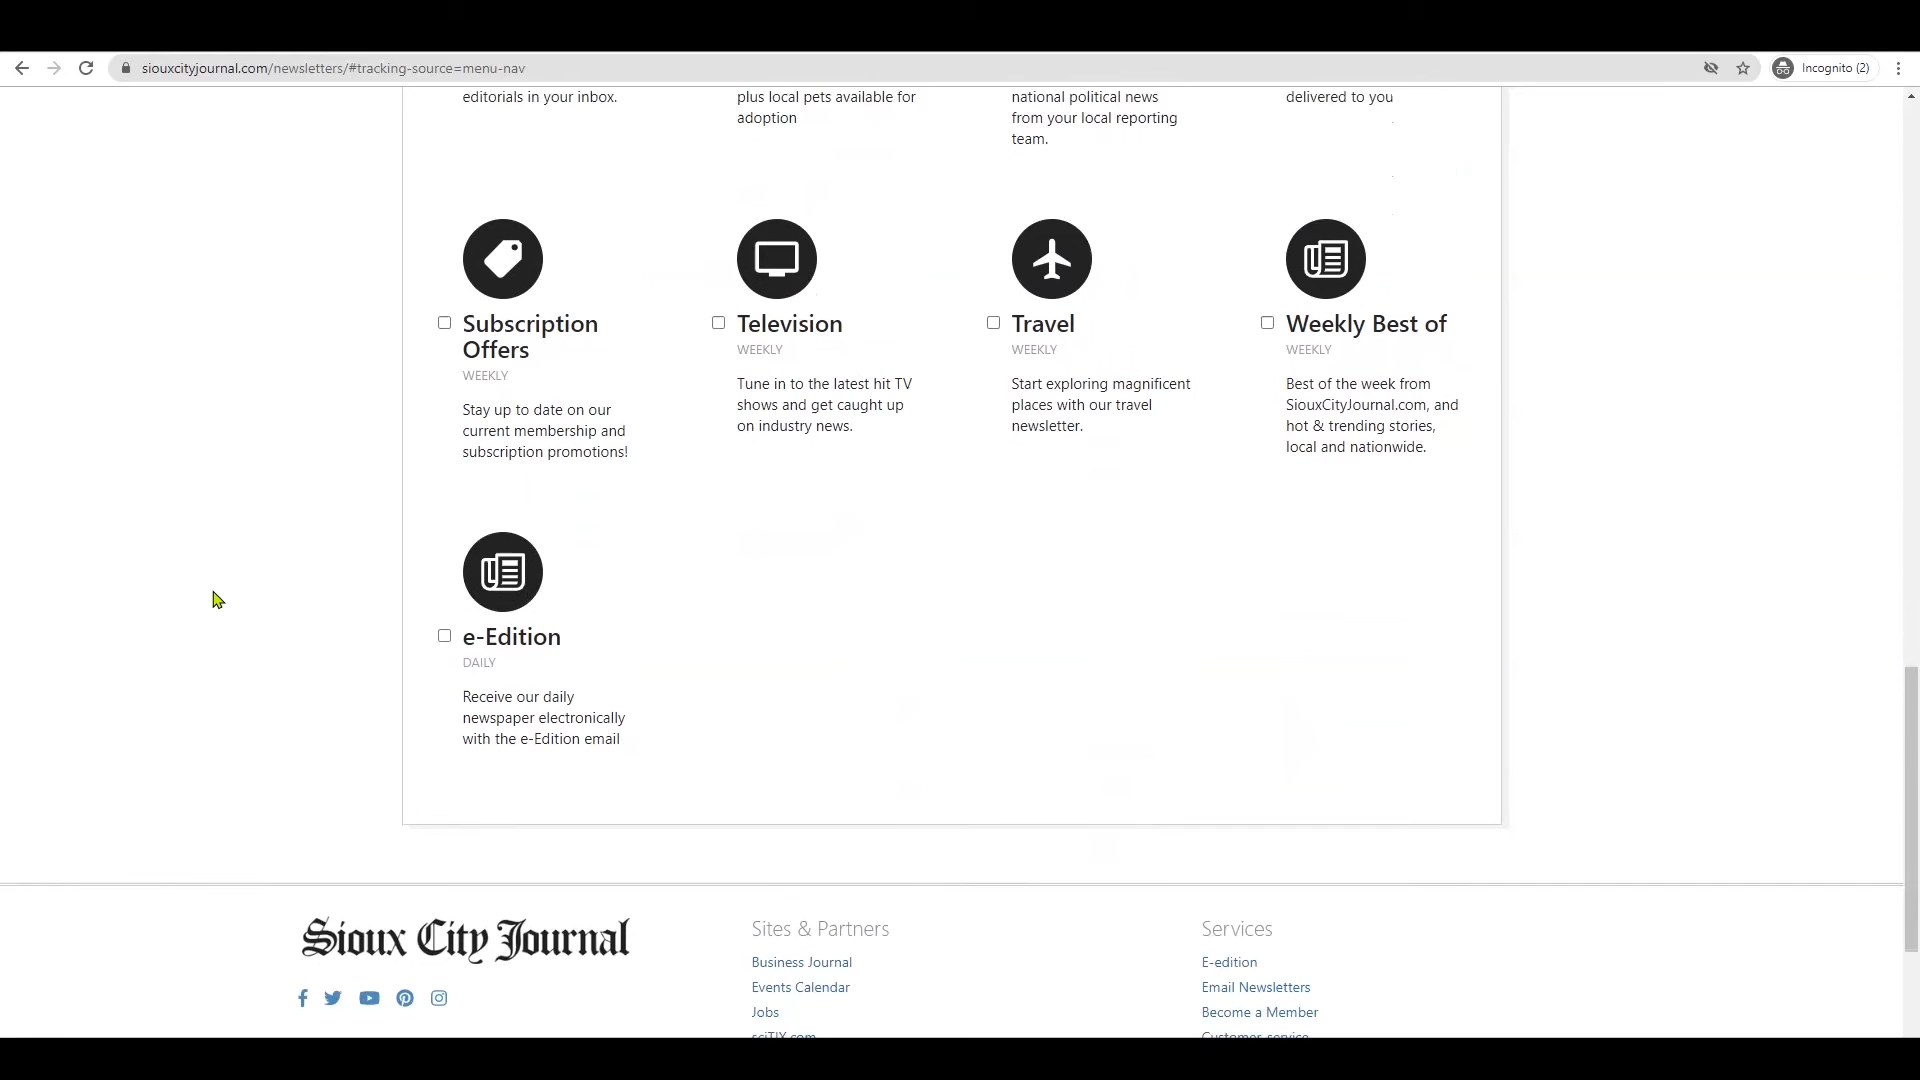 siouxcityjournal.com/newsletters/#tracking-source=menu-nav
Incognito (2)
editorials in your inbox.
plus local pets available for
adoption
national political news
from your local reporting
team.
delivered to you
Subscription
Offers
WEEKLY
Stay up to date on our
current membership and
subscription promotions!
Television
WEEKLY
Tune in to the latest hit TV
shows and get caught up
on industry news.
Travel
WEEKLY
Start exploring magnificent
places with our travel
newsletter.
Weekly Best of
WEEKLY
Best of the week from
SiouxCityJournal.com, and
hot & trending stories,
local and nationwide.
e-Edition
DAILY
Receive our daily
newspaper electronically
with the e-Edition email
Sioux City Journal
Sites & Partners
Business Journal
Events Calendar
Jobs
sciTIX.com
Services
E-edition
Email Newsletters
Become a Member
Customer service